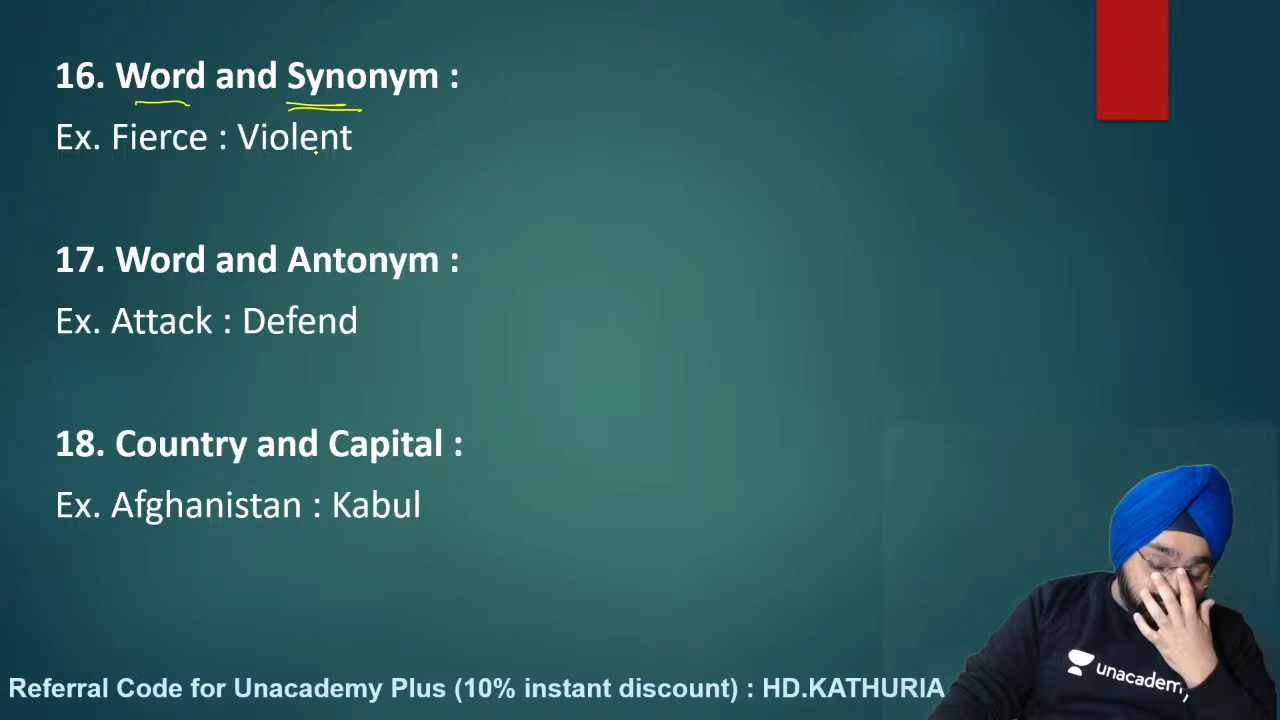 16. Word and Synonym :
Ex. Fierce : Violent
17. Word and Antonym :
Ex. Attack : Defend
18. Country and Capital :
Ex. Afghanistan : Kabul
unacademy
Referral Code for Unacademy Plus (10% instant discount) : HD.KATHURIA